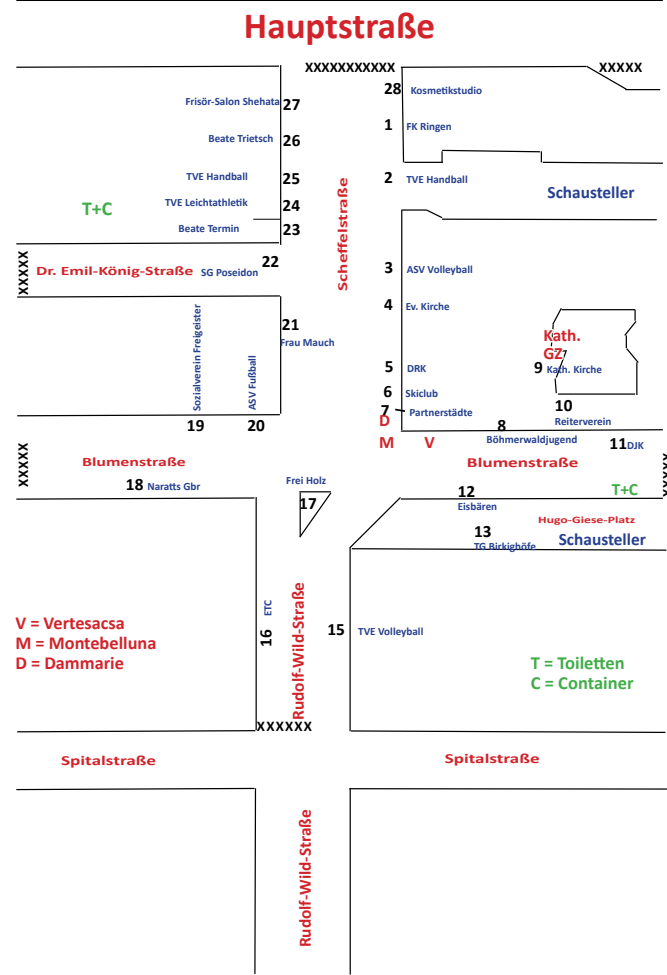 Hauptstraße
XXXXXXXXXXX
XXXXX
28 Kosmetikstudio
Frisör-Salon Shehata 27
1 FK Ringen
Beate Trietsch 26
TVE Handball 25
2 TVE Handball
Schausteller
TVE Leichtathletik 24
T+C
Beate Termin 23
Scheffelstraße
XXXXX
Dr. Emil-König-Straße
SG Poseidon 22
3 ASV Volleyball
4 Ev. Kirche
21
Frau Mauch
Sozialverein Freigeister
19
ASV Fußball
20
Kath.
GZ
9 Kath. Kirche
5 DRK
6 Skiclub
7 Partnerstädte
D
M V
10
Reiterverein
8
Böhmerwaldjugend
11 DJK
XXXXX
Blumenstraße
Blumenstraße
XXXXX
18 Naratts Gbr
Frei Holz
17
12
Eisbären
T+C
Hugo-Giese-Platz
13
TG Birkighöfe
Schausteller
ETC
16
Rudolf-Wild-Straße
15 TVE Volleyball
V = Vertesacsa
M = Montebelluna
D = Dammarie
T = Toiletten
C = Container
XXXXXX
Spitalstraße
Spitalstraße
Rudolf-Wild-Straße